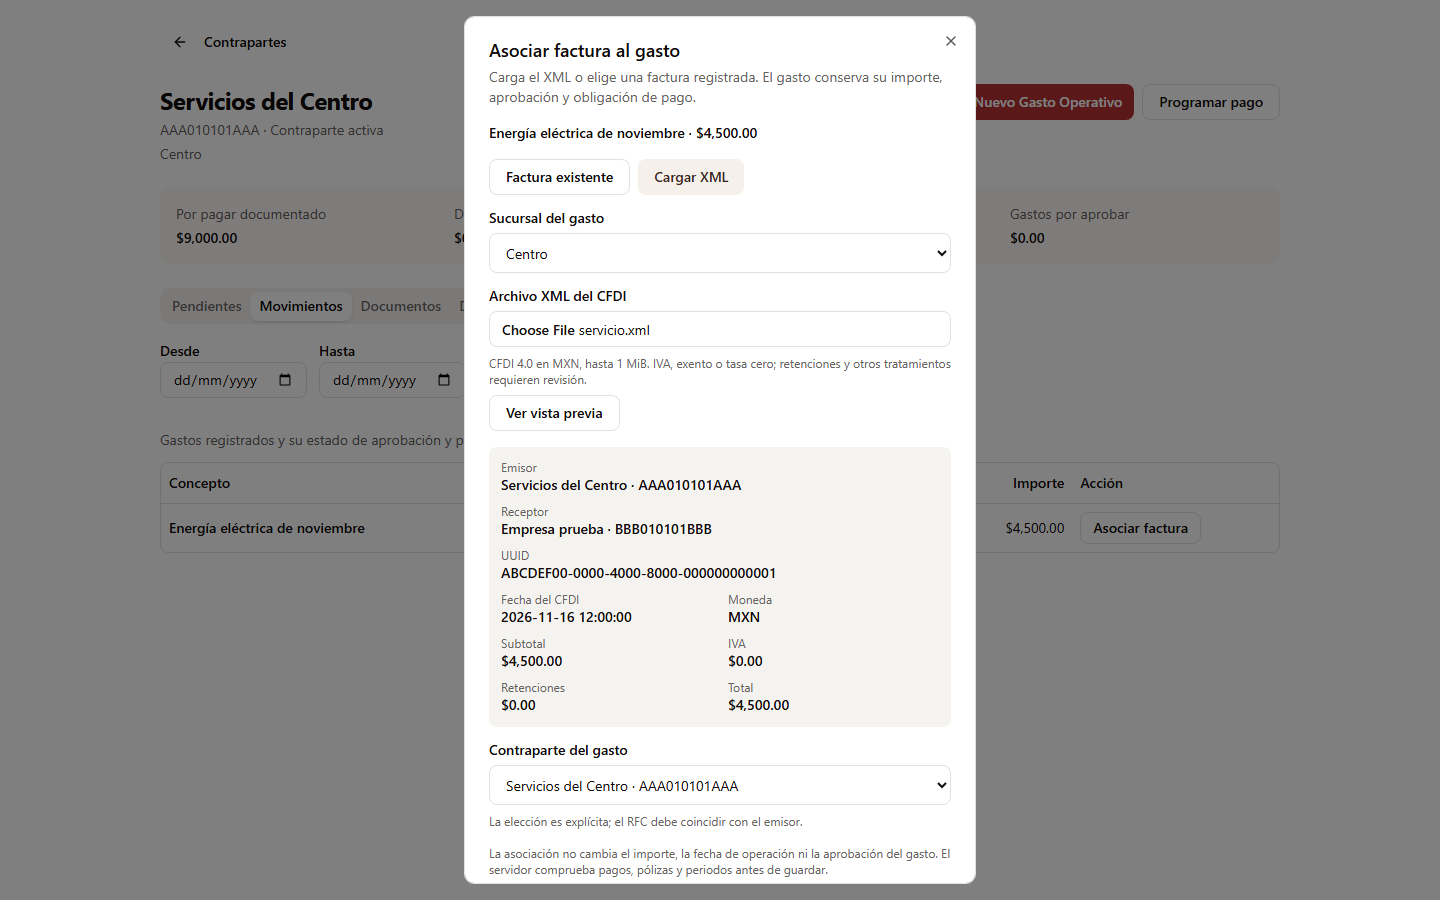 Contrapartes
Servicios del Centro
AAA010101AAA · Contraparte activa
Centro
Nuevo Gasto Operativo
Programar pago
Por pagar documentado
$9,000.00
Gastos por aprobar
$0.00
Pendientes
Movimientos
Documentos
Desde
Hasta
dd/mm/yyyy
dd/mm/yyyy
Gastos registrados y su estado de aprobación y p
Concepto
Importe
Acción
Energía eléctrica de noviembre
$4,500.00
Asociar factura
Asociar factura al gasto
Carga el XML o elige una factura registrada. El gasto conserva su importe,
aprobación y obligación de pago.
Energía eléctrica de noviembre · $4,500.00
Factura existente
Cargar XML
Sucursal del gasto
Centro
Archivo XML del CFDI
Choose File servicio.xml
CFDI 4.0 en MXN, hasta 1 MiB. IVA, exento o tasa cero; retenciones y otros tratamientos
requieren revisión.
Ver vista previa
Emisor
Servicios del Centro · AAA010101AAA
Receptor
Empresa prueba · BBB010101BBB
UUID
ABCDEF00-0000-4000-8000-000000000001
Fecha del CFDI
2026-11-16 12:00:00
Moneda
MXN
Subtotal
$4,500.00
IVA
$0.00
Retenciones
$0.00
Total
$4,500.00
Contraparte del gasto
Servicios del Centro · AAA010101AAA
La elección es explícita; el RFC debe coincidir con el emisor.
La asociación no cambia el importe, la fecha de operación ni la aprobación del gasto. El
servidor comprueba pagos, pólizas y periodos antes de guardar.